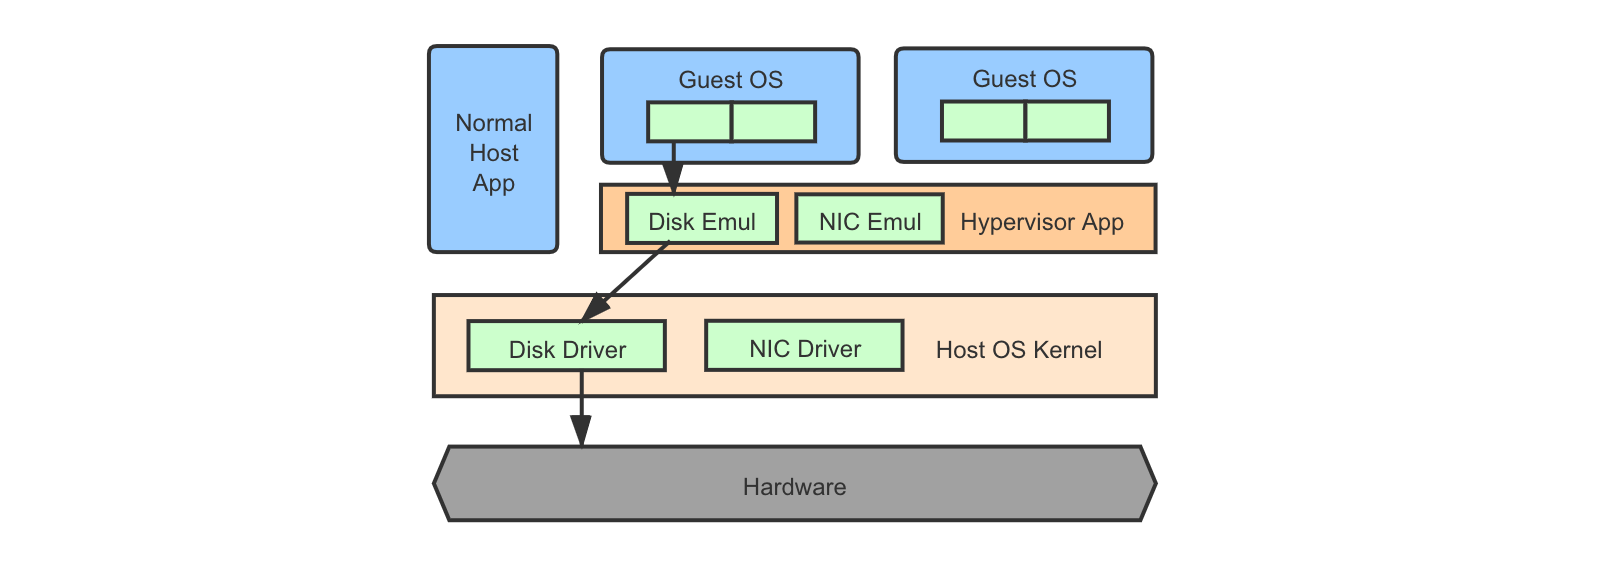 Normal
Host
App
Guest OS
Guest OS
Disk Emul
NIC Emul
Hypervisor App
Disk Driver
NIC Driver
Host OS Kernel
Hardware